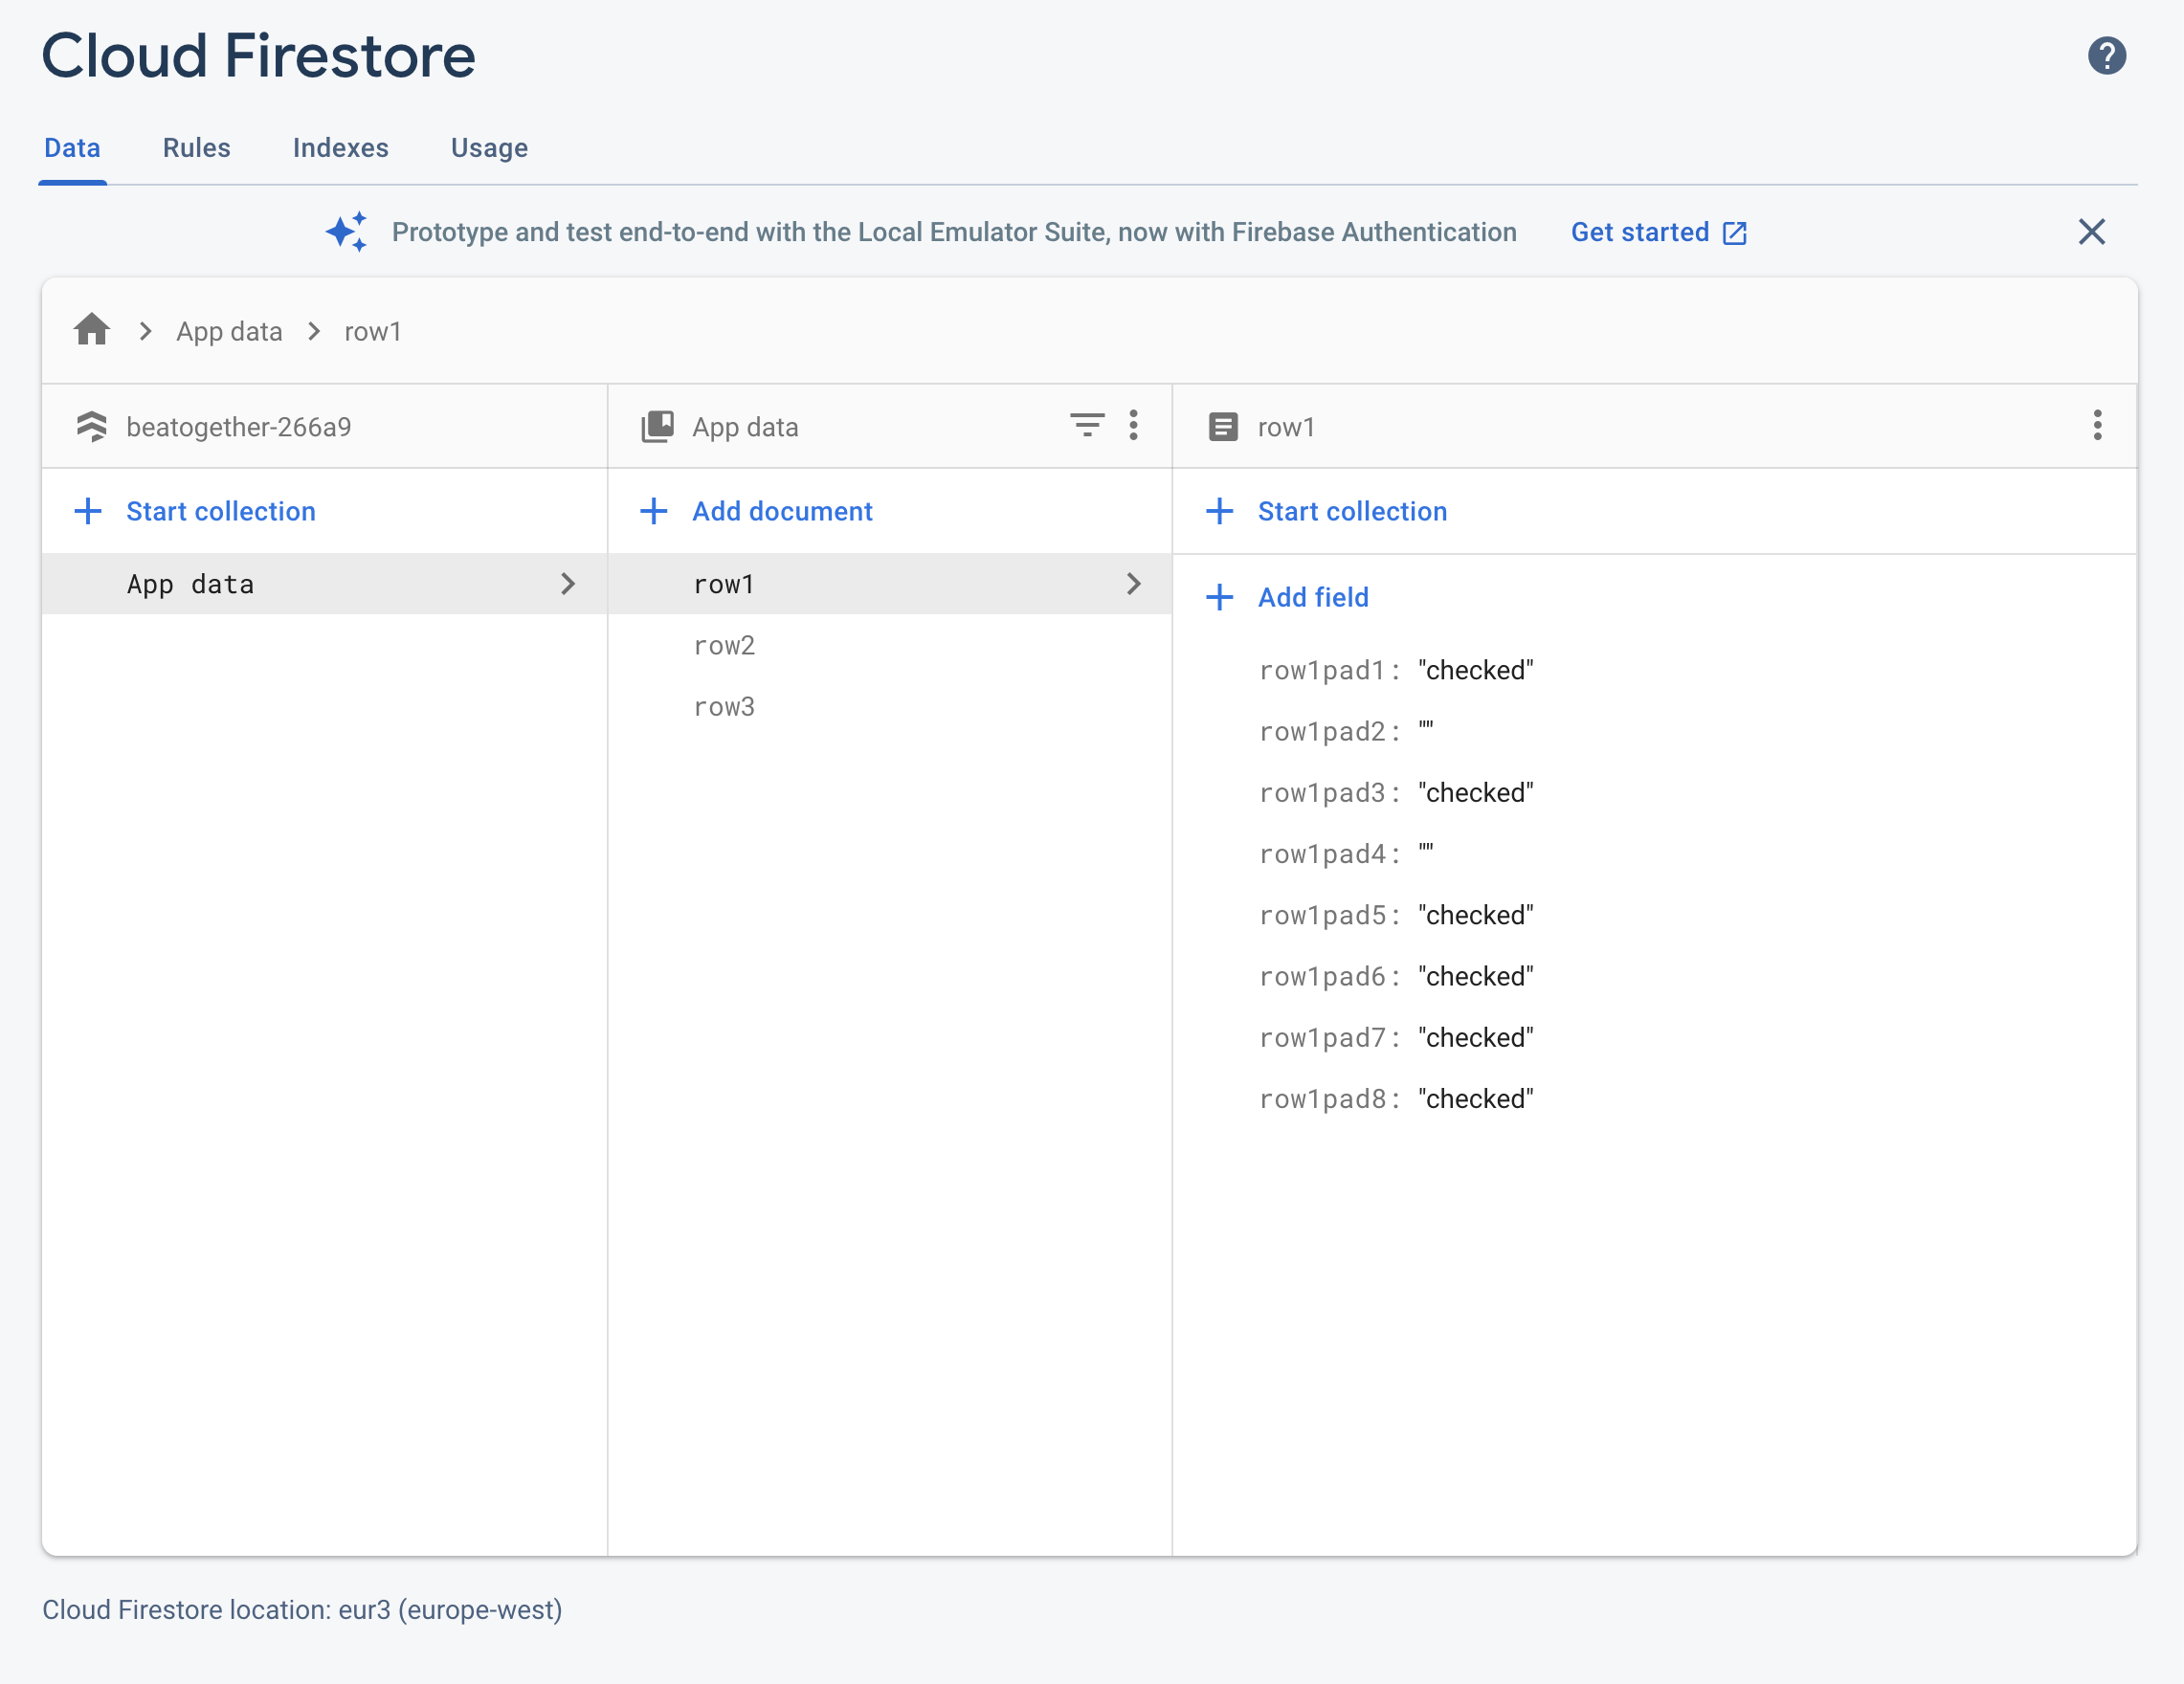 Cloud Firestore
?
Data Rules Indexes Usage
Prototype and test end-to-end with the Local Emulator Suite, now with Firebase Authentication Get started
App data row1
beatogether-266a9
Start collection
App data
App data
Add document
row1
row2
row3
row1
Start collection
Add field
row1pad1: "checked"
row1pad2: ""
row1pad3: "checked"
row1pad4: ""
row1pad5: "checked"
row1pad6: "checked"
row1pad7: "checked"
row1pad8: "checked"
Cloud Firestore location: eur3 (europe-west)